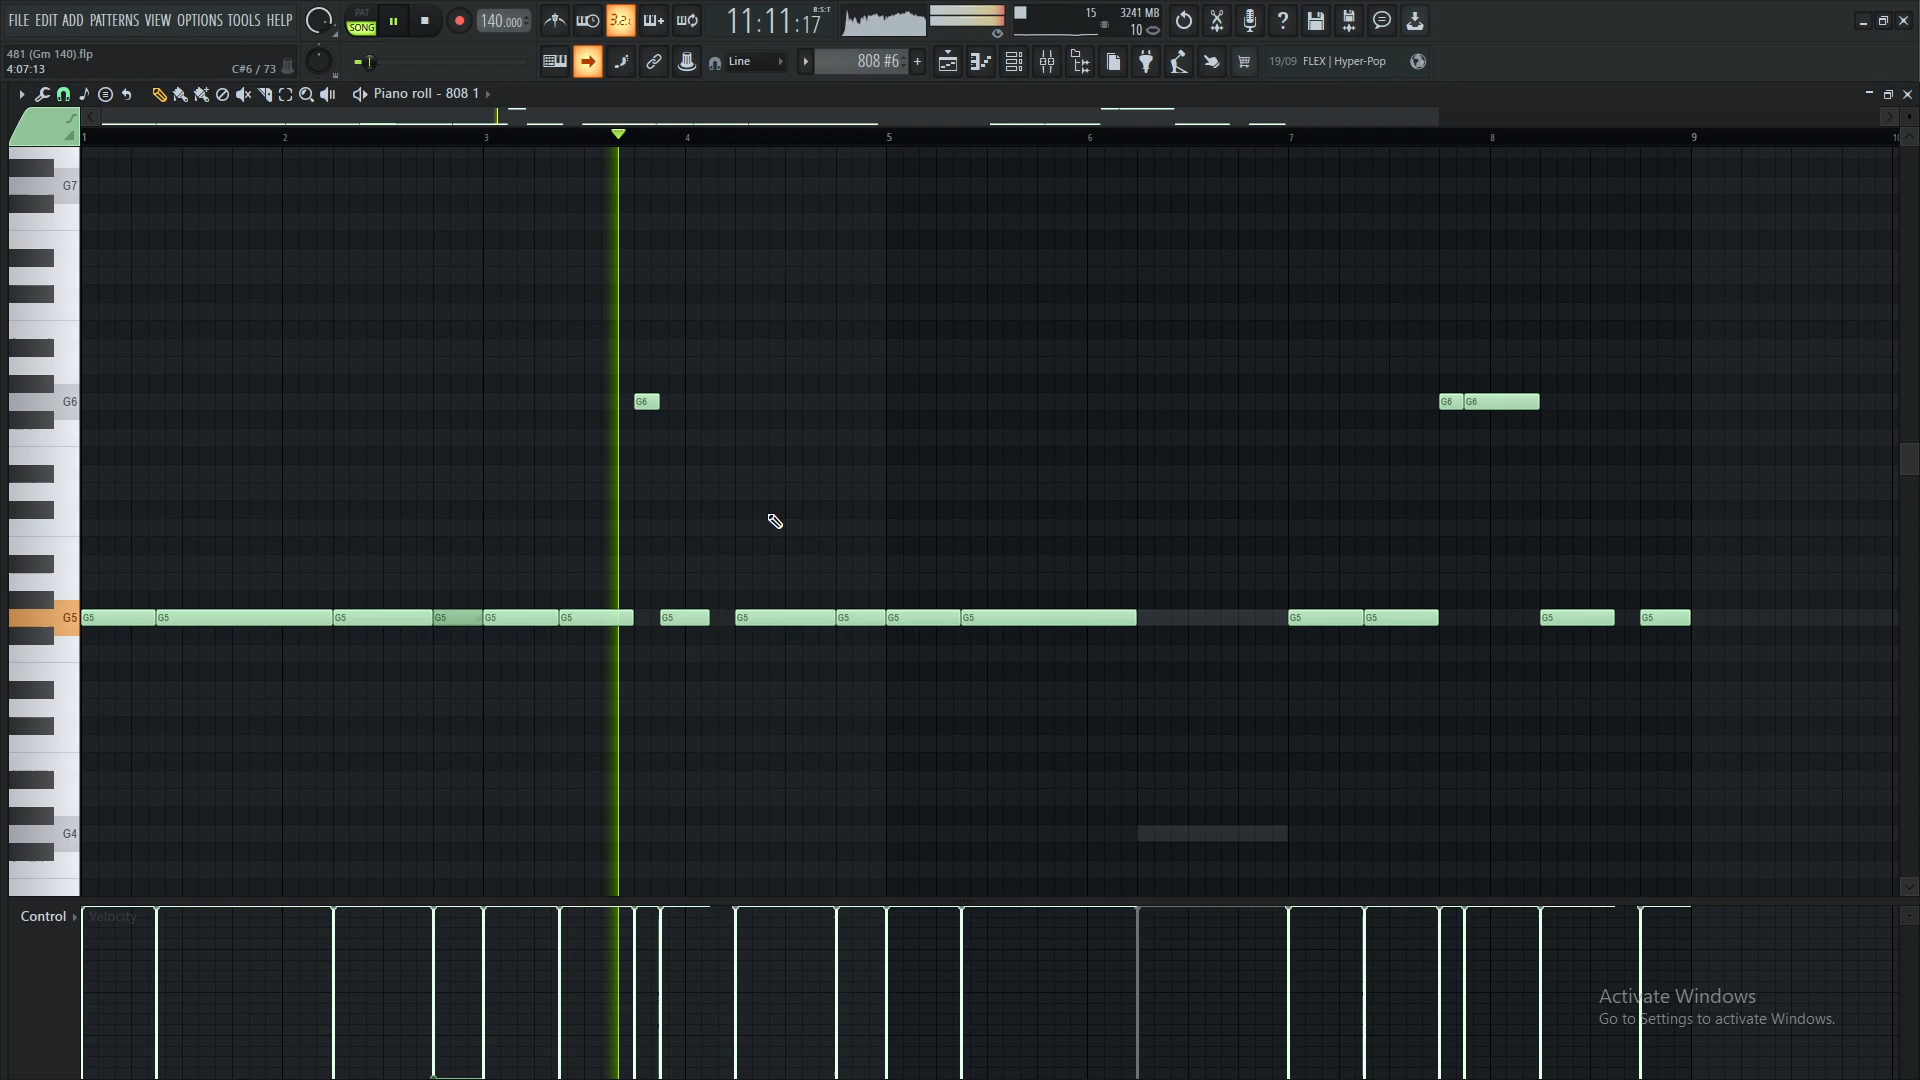 FILE EDIT ADD PATTERNS VIEW OPTIONS TOOLS HELP
PAT
SONG
140.000
3.2.
11:11:17
B:S:T
15
3241 MB
10
481 (Gm 140).flp
4:07:13
C#6 / 73
Line
808 #6
19/09 FLEX | Hyper-Pop
Piano roll - 808 1
1 2 3 4 5 6 7 8 9 10
G7
G6
G6
G6
G6
G5
G5 G5 G5 G5 G5 G5 G5 G5 G5 G5 G5 G5 G5 G5 G5
G4
Control
Velocity
Activate Windows
Go to Settings to activate Windows.